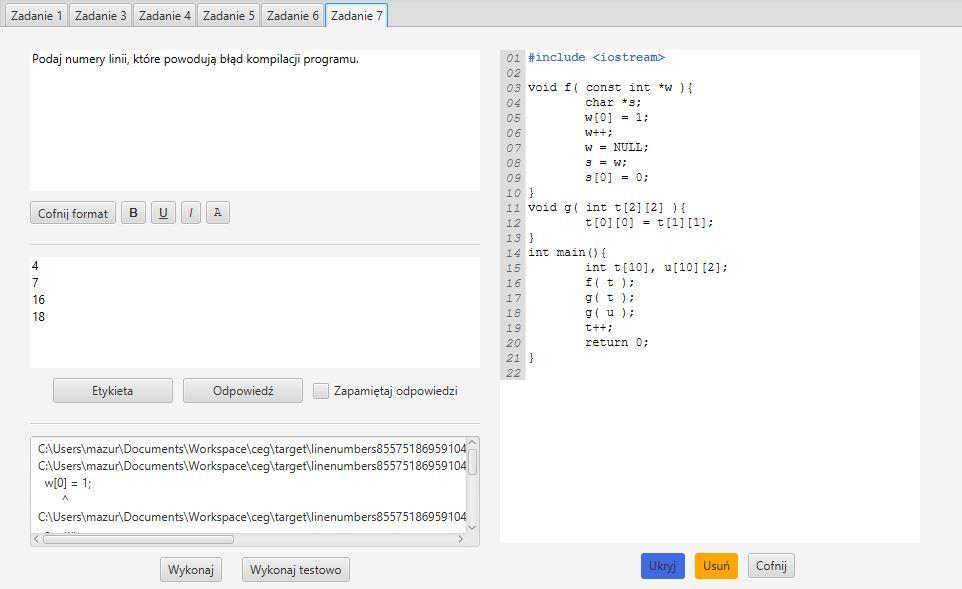 Zadanie 1 Zadanie 3 Zadanie 4 Zadanie 5 Zadanie 6 Zadanie 7
Podaj numery linii, które powodują błąd kompilacji programu.
Cofnij format B U I A
4
7
16
18
Etykieta Odpowiedź Zapamiętaj odpowiedzi
C:\Users\mazur\Documents\Workspace\ceg\target\linenumbers85575186959104
C:\Users\mazur\Documents\Workspace\ceg\target\linenumbers85575186959104
w[0] = 1;
^
C:\Users\mazur\Documents\Workspace\ceg\target\linenumbers85575186959104
Wykonaj Wykonaj testowo
01 #include <iostream>
02
03 void f( const int *w ){
04 char *s;
05 w[0] = 1;
06 w++;
07 w = NULL;
08 s = w;
09 s[0] = 0;
10 }
11 void g( int t[2][2] ){
12 t[0][0] = t[1][1];
13 }
14 int main(){
15 int t[10], u[10][2];
16 f( t );
17 g( t );
18 g( u );
19 t++;
20 return 0;
21 }
22
Ukryj Usuń Cofnij